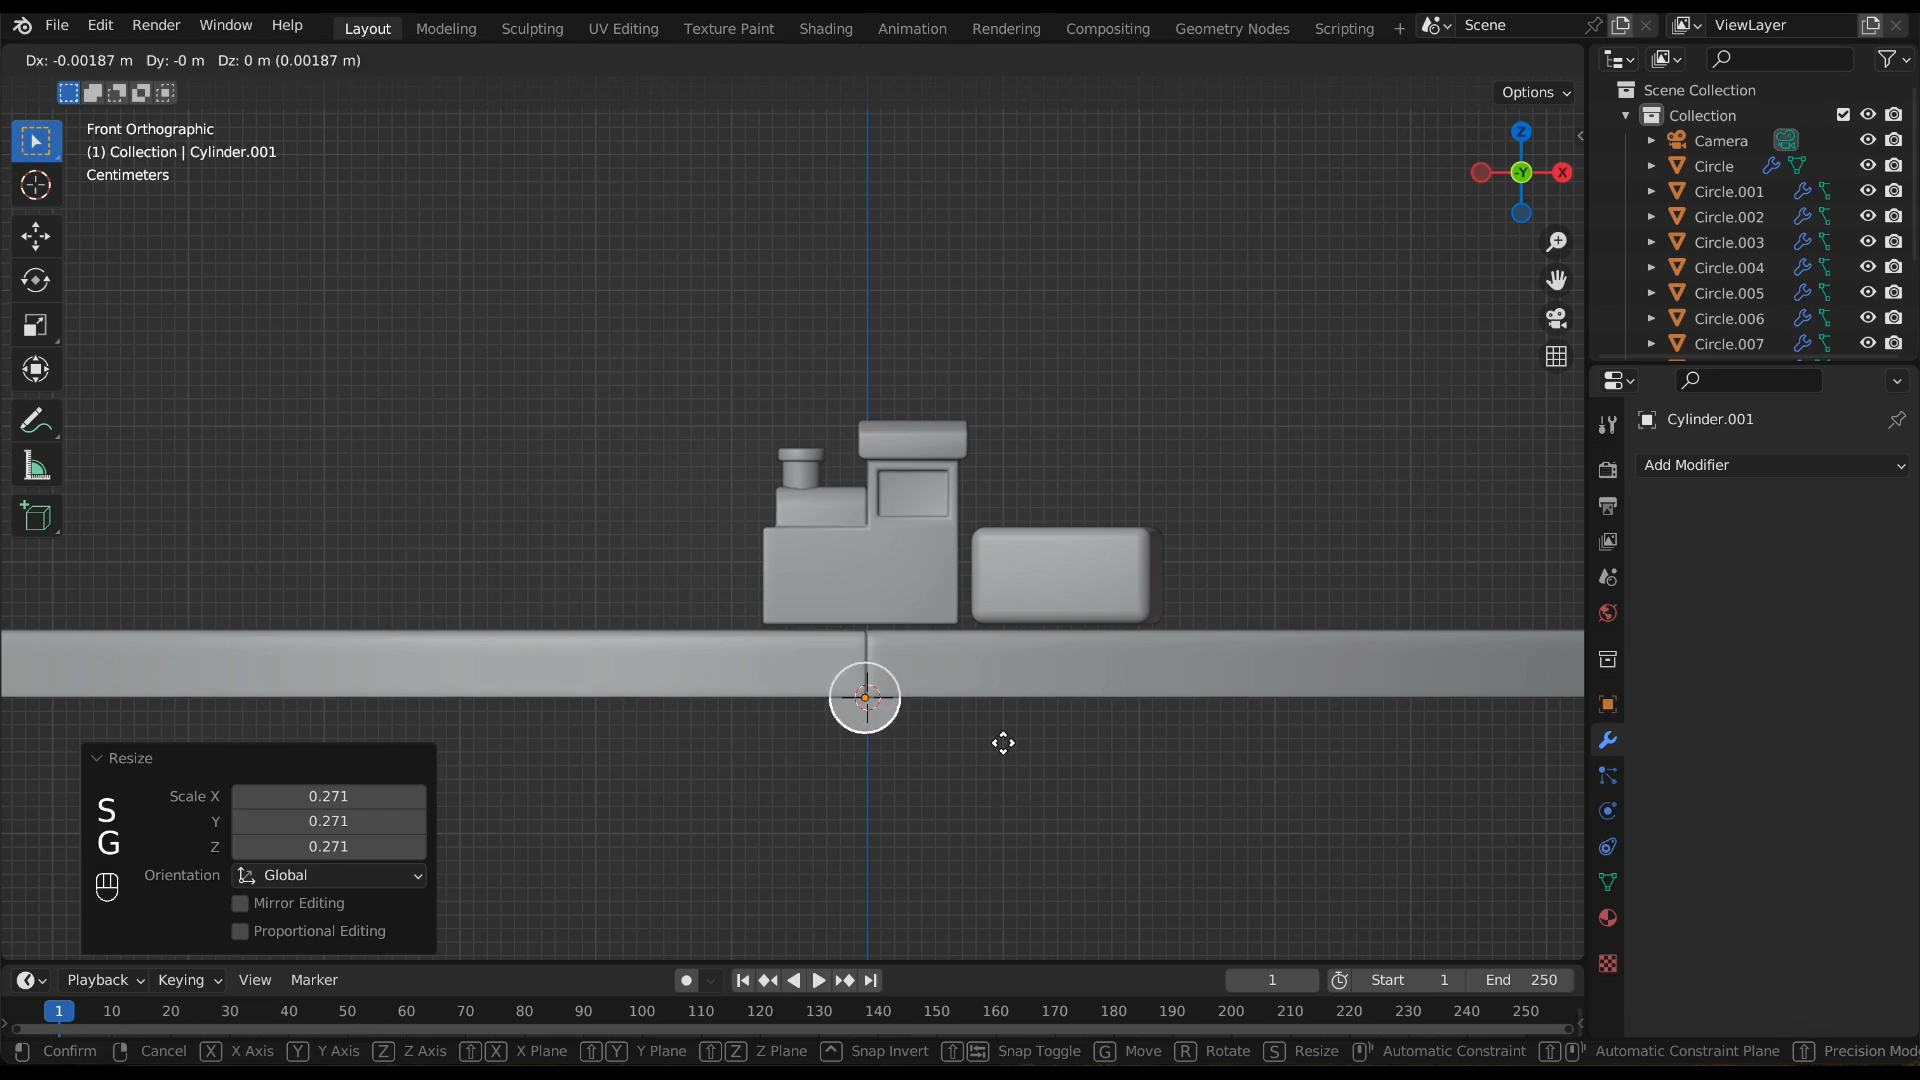 File Edit Render Window Help Layout Modeling Sculpting UV Editing Texture Paint Shading Animation Rendering Compositing Geometry Nodes Scripting + Scene ViewLayer
Dx: -0.00187 m Dy: -0 m Dz: 0 m (0.00187 m)
Options
Front Orthographic
(1) Collection | Cylinder.001
Centimeters
Z
-Y
X
Scene Collection
Collection
Camera
Circle
Circle.001
Circle.002
Circle.003
Circle.004
Circle.005
Circle.006
Circle.007
Cylinder.001
Add Modifier
Resize
Scale X 0.271
Y 0.271
Z 0.271
Orientation Global
Mirror Editing
Proportional Editing
S
G
Playback Keying View Marker 1 Start 1 End 250
1 10 20 30 40 50 60 70 80 90 100 110 120 130 140 150 160 170 180 190 200 210 220 230 240 250
Confirm Cancel X X Axis Y Y Axis Z Z Axis X X Plane Y Y Plane Z Z Plane Snap Invert Snap Toggle G Move R Rotate S Resize Automatic Constraint Automatic Constraint Plane Precision Mode